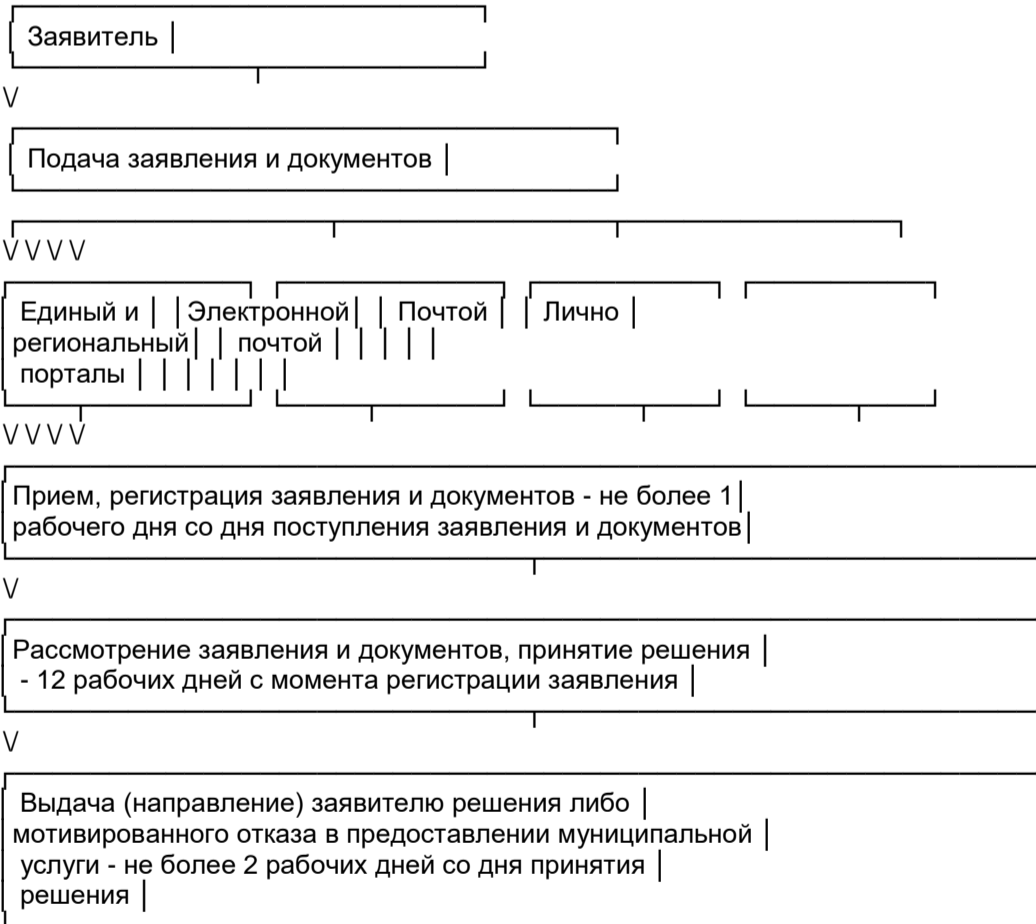 Заявитель │
\/
Подача заявления и документов │
\/ \/ \/ \/
Единый и │ │Электронной│ │ Почтой │ │ Лично │
региональный│ │ почтой │ │ │ │ │
порталы │ │ │ │ │ │ │
\/ \/ \/ \/
Прием, регистрация заявления и документов - не более 1│
рабочего дня со дня поступления заявления и документов│
\/
Рассмотрение заявления и документов, принятие решения │
- 12 рабочих дней с момента регистрации заявления │
\/
Выдача (направление) заявителю решения либо │
мотивированного отказа в предоставлении муниципальной │
услуги - не более 2 рабочих дней со дня принятия │
решения │